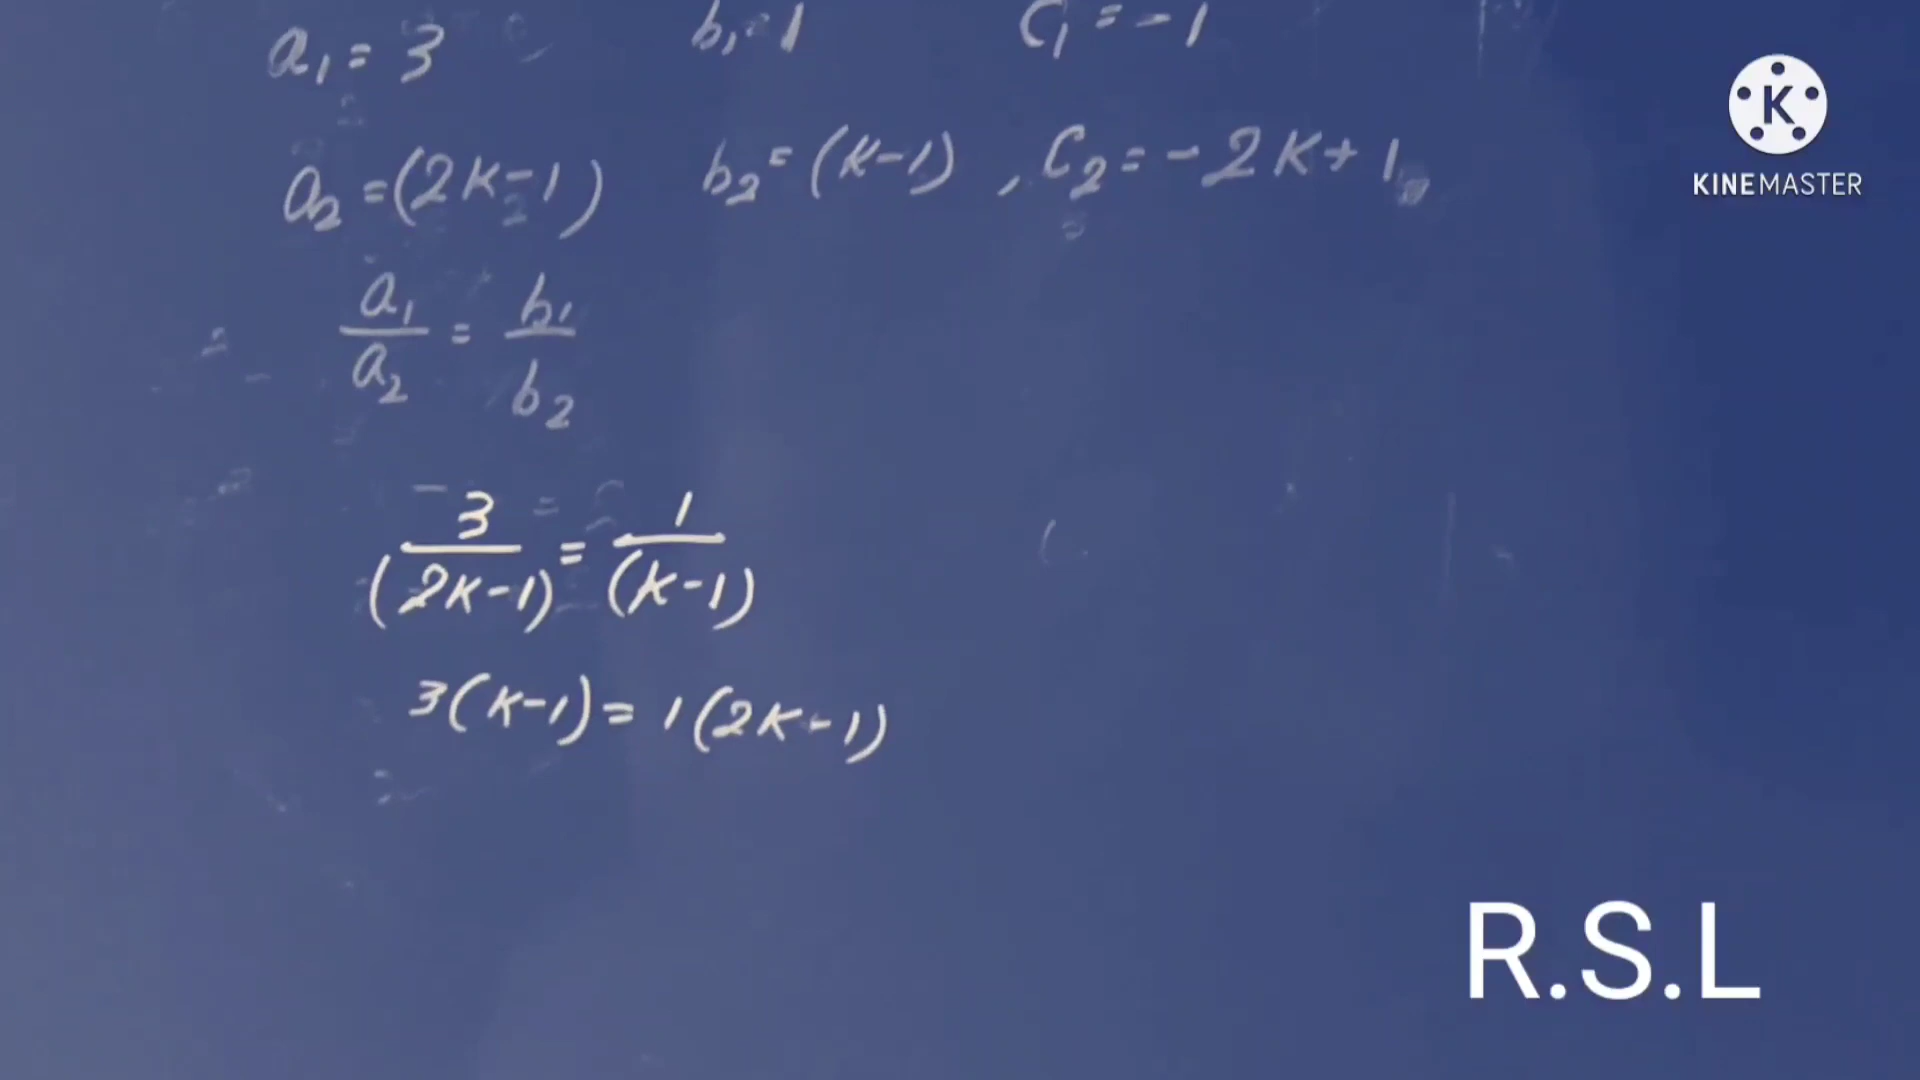 a₁ = 3 b₁ = 1 C₁ = -1
a₂ = (2K-1) b₂ = (K-1) , C₂ = -2K+1
a₁/a₂ = b₁/b₂
3/(2K-1) = 1/(K-1)
3(K-1) = 1(2K-1)
K
KINEMASTER
R.S.L